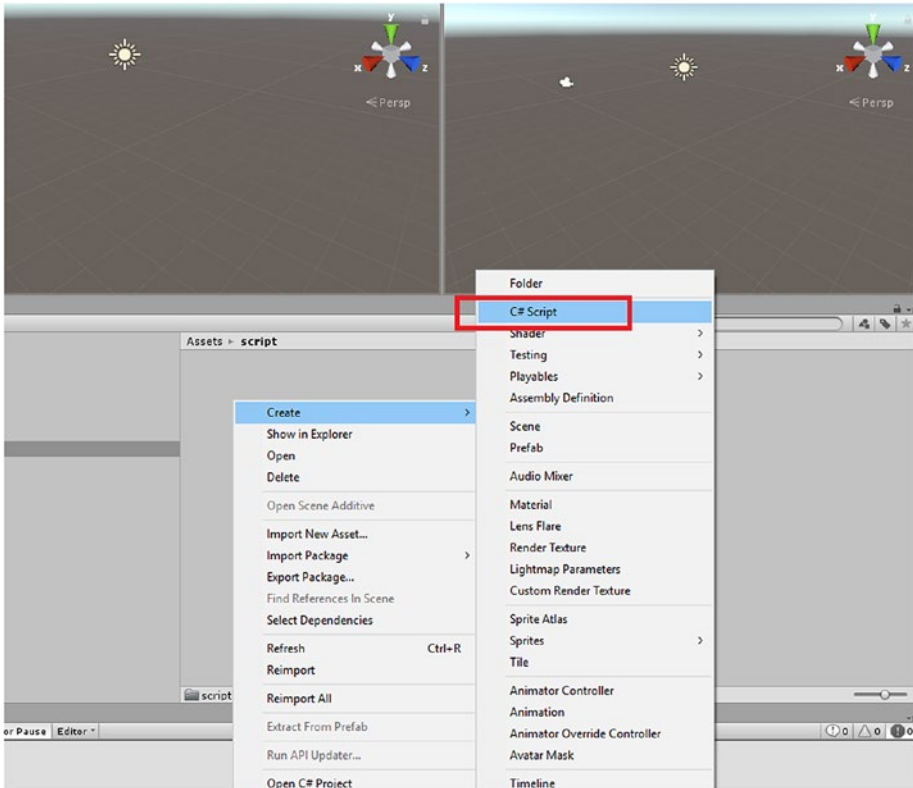 y
x
z
Persp
y
x
z
Persp
Assets ▸ script
Create
Show in Explorer
Open
Delete
Open Scene Additive
Import New Asset...
Import Package
Export Package...
Find References In Scene
Select Dependencies
Refresh Ctrl+R
Reimport
Reimport All
Extract From Prefab
Run API Updater...
Open C# Project
Folder
C# Script
Shader
Testing
Playables
Assembly Definition
Scene
Prefab
Audio Mixer
Material
Lens Flare
Render Texture
Lightmap Parameters
Custom Render Texture
Sprite Atlas
Sprites
Tile
Animator Controller
Animation
Animator Override Controller
Avatar Mask
Timeline
script
or Pause Editor
0 0 0